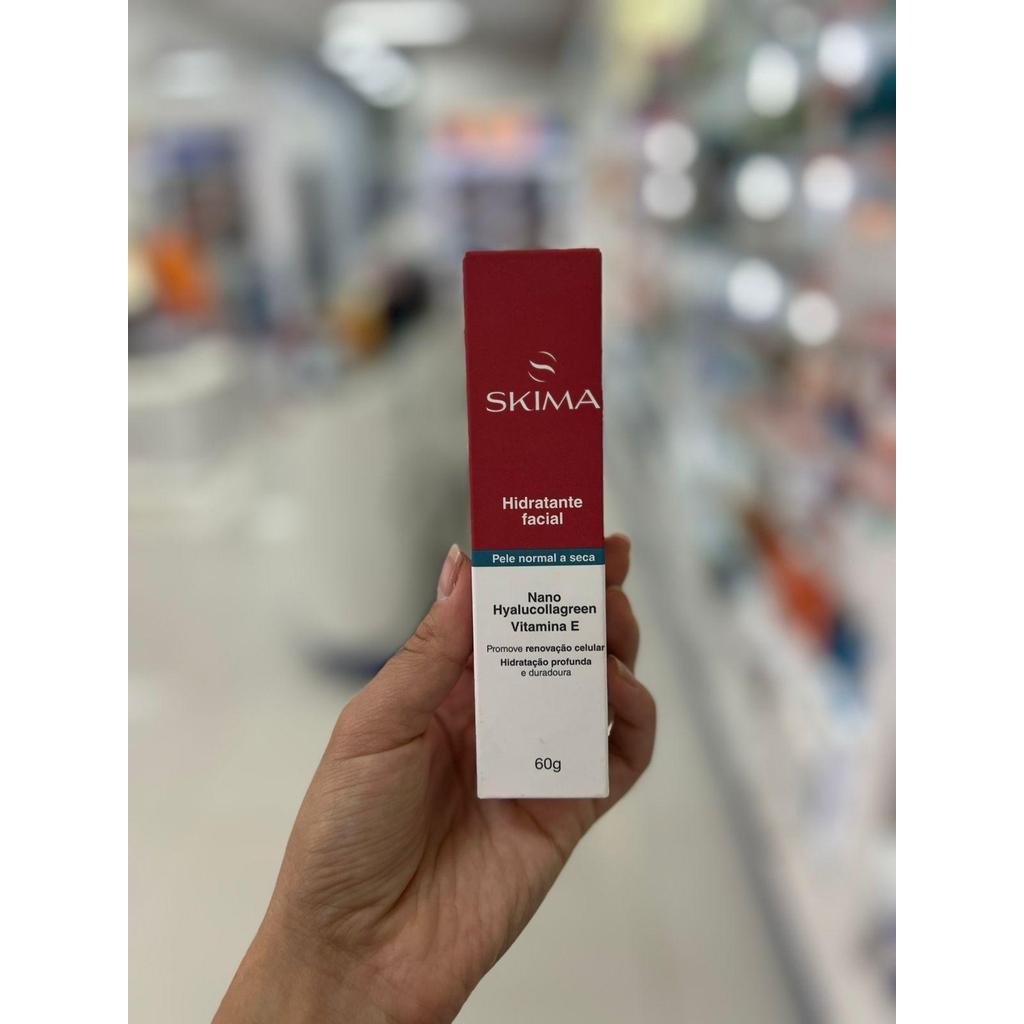 SKIMA
Hidratante
facial
Pele normal a seca
Nano
Hyalucollagreen
Vitamina E
Promove renovação celular
Hidratação profunda
e duradoura
60g